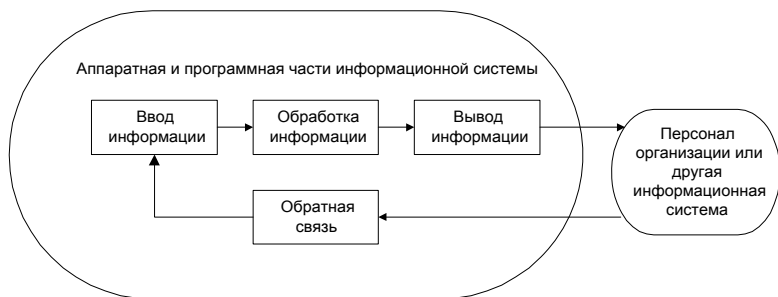 Аппаратная и программная части информационной системы
Ввод
информации
Обработка
информации
Вывод
информации
Персонал
организации или
другая
информационная
система
Обратная
связь